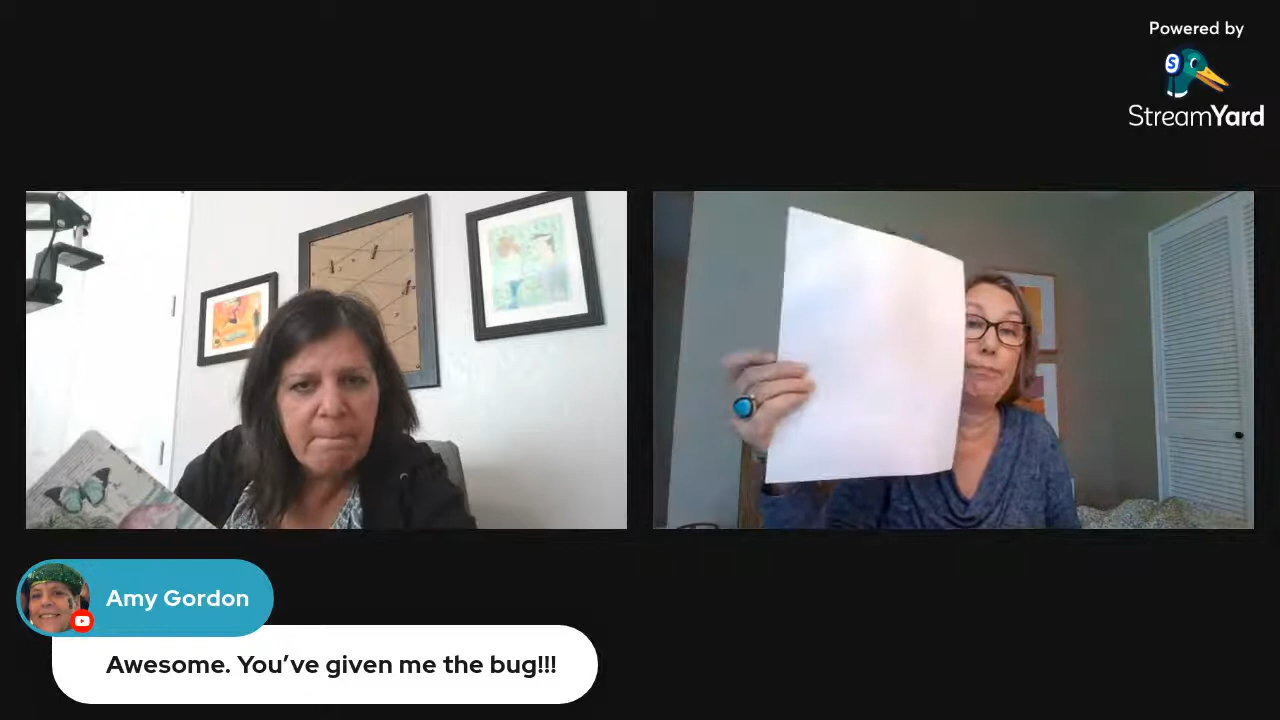 Powered by
S
StreamYard
Amy Gordon
Awesome. You’ve given me the bug!!!